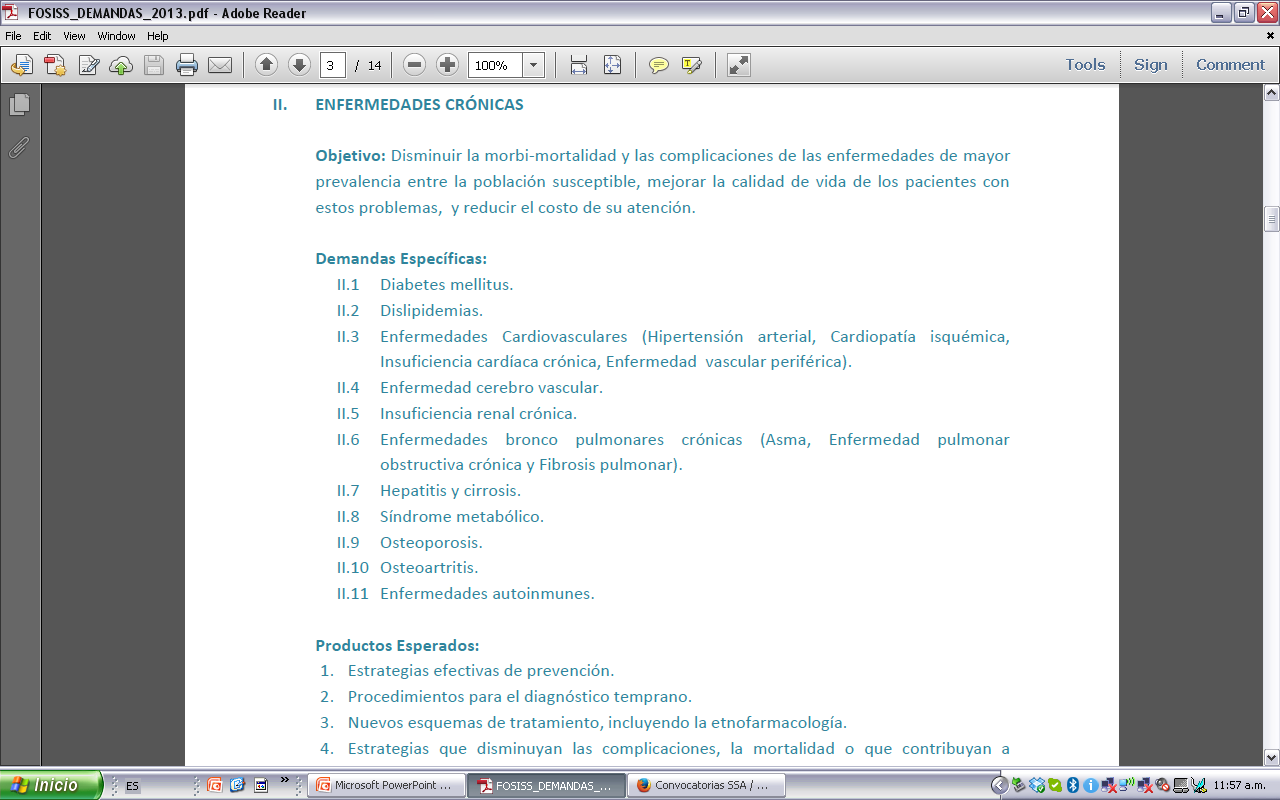 FOSISS_DEMANDAS_2013.pdf - Adobe Reader
File Edit View Window Help
3 / 14 100% Tools Sign Comment
II. ENFERMEDADES CRÓNICAS
Objetivo: Disminuir la morbi-mortalidad y las complicaciones de las enfermedades de mayor
prevalencia entre la población susceptible, mejorar la calidad de vida de los pacientes con
estos problemas, y reducir el costo de su atención.
Demandas Específicas:
II.1 Diabetes mellitus.
II.2 Dislipidemias.
II.3 Enfermedades Cardiovasculares (Hipertensión arterial, Cardiopatía isquémica,
Insuficiencia cardíaca crónica, Enfermedad vascular periférica).
II.4 Enfermedad cerebro vascular.
II.5 Insuficiencia renal crónica.
II.6 Enfermedades bronco pulmonares crónicas (Asma, Enfermedad pulmonar
obstructiva crónica y Fibrosis pulmonar).
II.7 Hepatitis y cirrosis.
II.8 Síndrome metabólico.
II.9 Osteoporosis.
II.10 Osteoartritis.
II.11 Enfermedades autoinmunes.
Productos Esperados:
1. Estrategias efectivas de prevención.
2. Procedimientos para el diagnóstico temprano.
3. Nuevos esquemas de tratamiento, incluyendo la etnofarmacología.
4. Estrategias que disminuyan las complicaciones, la mortalidad o que contribuyan a
Inicio ES » Microsoft PowerPoint ... FOSISS_DEMANDAS_... Convocatorias SSA / ... 11:57 a.m.